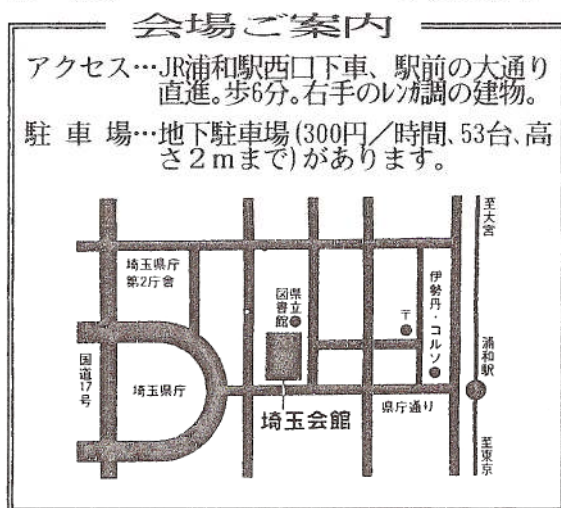 会場ご案内
アクセス…JR浦和駅西口下車、駅前の大通り
直進。歩6分。右手のレンガ調の建物。
駐車場…地下駐車場(300円／時間、53台、高
さ2mまで)があります。
至大宮
埼玉県庁
第2庁舎
県立
図書館
〒
伊勢丹・コルソ
国道17号
埼玉県庁
浦和駅
埼玉会館
県庁通り
至東京